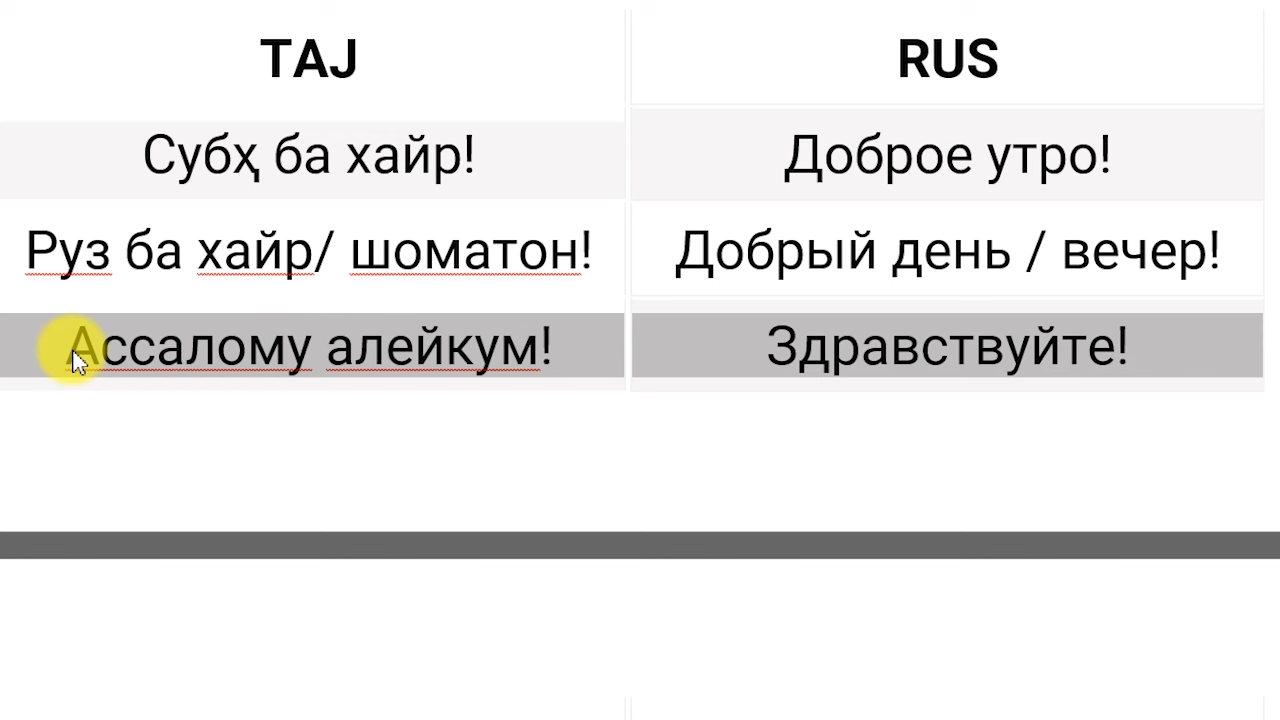 TAJ RUS
Субҳ ба хайр! Доброе утро!
Руз ба хайр/ шоматон! Добрый день / вечер!
Ассалому алейкум! Здравствуйте!